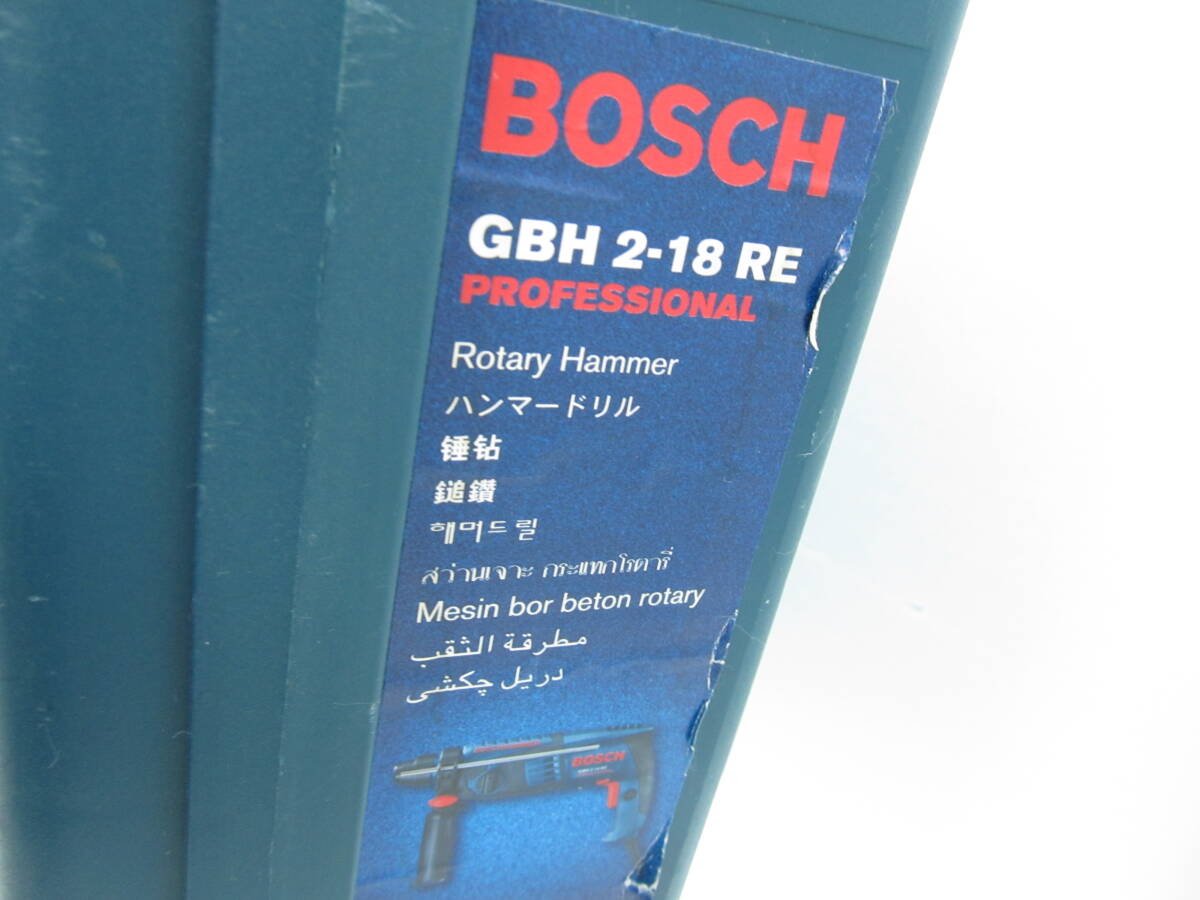 BOSCH
GBH 2-18 RE
PROFESSIONAL
Rotary Hammer
ハンマードリル
锤钻
鎚鑽
해머드릴
สว่านเจาะ กระแทกโรตารี่
Mesin bor beton rotary
مطرقة الثقب
دریل چکشی
BOSCH